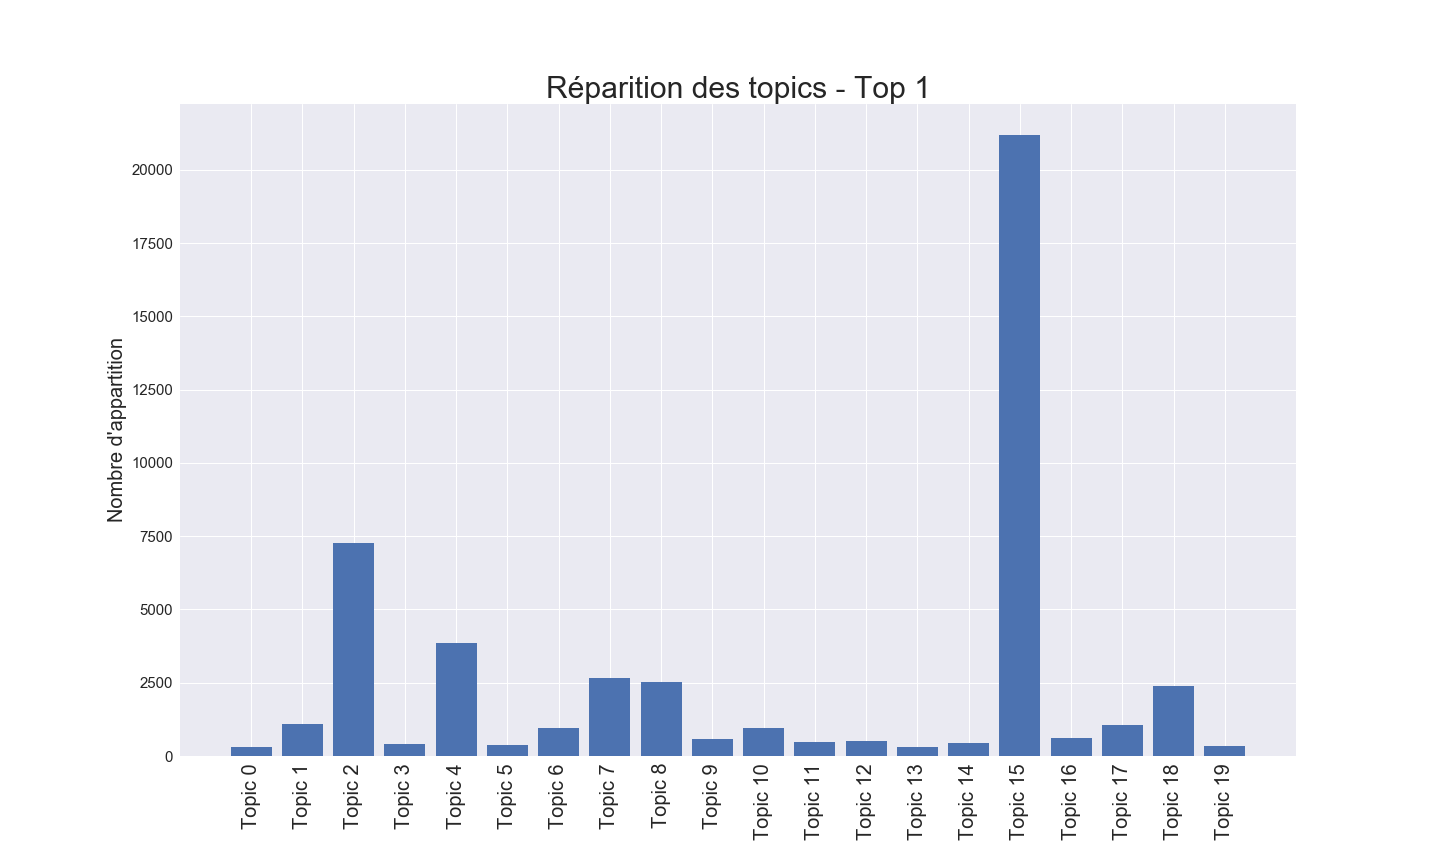 Réparition des topics - Top 1
Nombre d'appartition
20000
17500
15000
12500
10000
7500
5000
2500
0
Topic 0
Topic 1
Topic 2
Topic 3
Topic 4
Topic 5
Topic 6
Topic 7
Topic 8
Topic 9
Topic 10
Topic 11
Topic 12
Topic 13
Topic 14
Topic 15
Topic 16
Topic 17
Topic 18
Topic 19